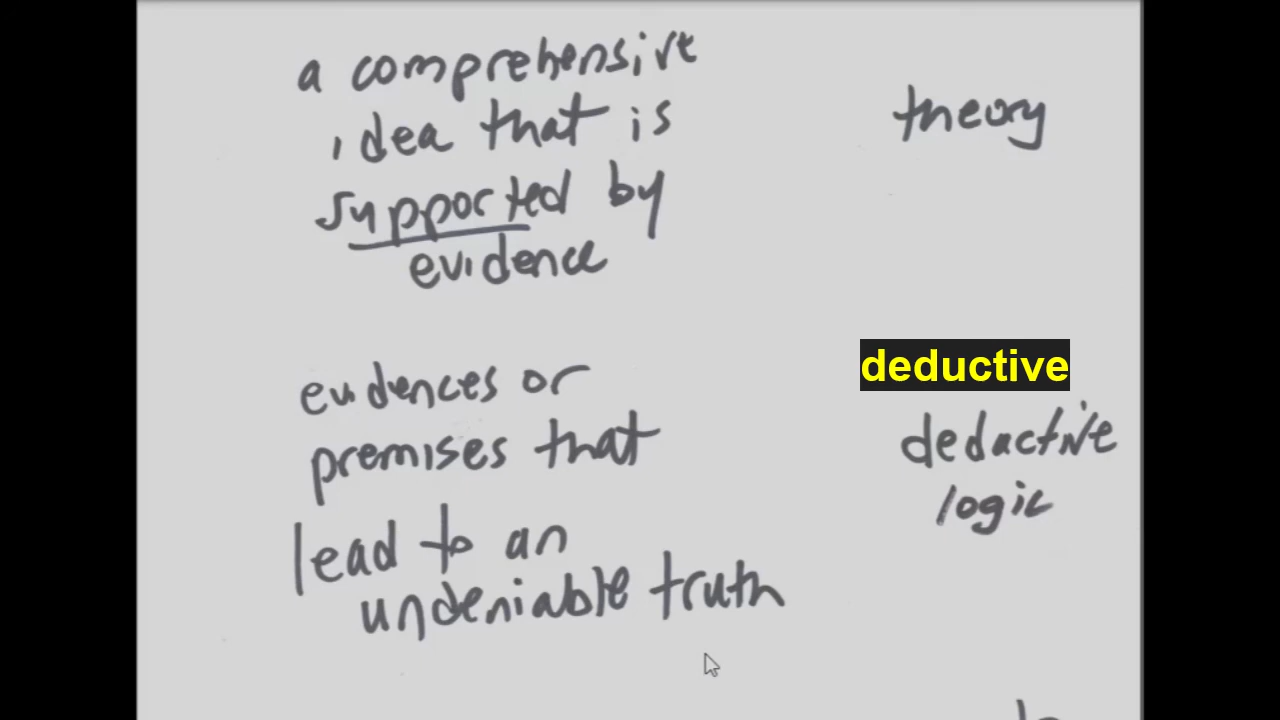 a comprehensive
idea that is
theory
supported by
evidence
deductive
evidences or
premises that
dedactive
logic
lead to an
undeniable truth